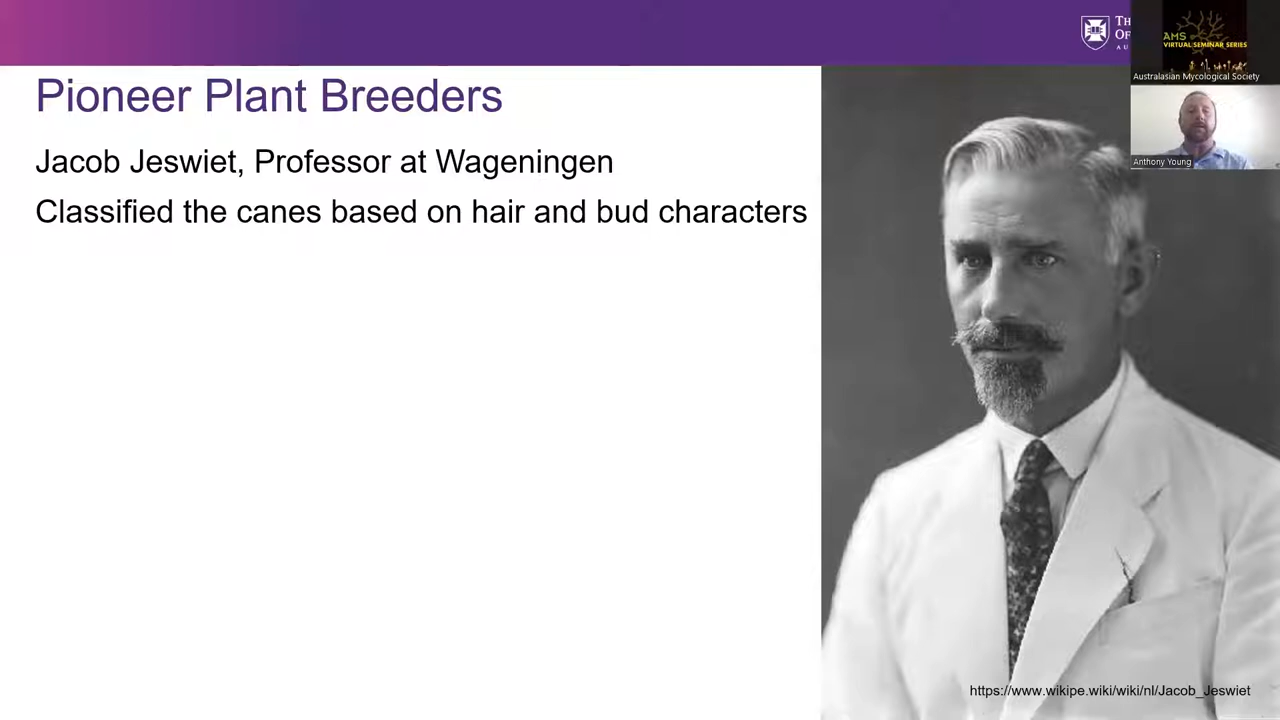 Pioneer Plant Breeders
Jacob Jeswiet, Professor at Wageningen
Classified the canes based on hair and bud characters
AMS
VIRTUAL SEMINAR SERIES
Australasian Mycological Society
Anthony Young
https://www.wikipe.wiki/wiki/nl/Jacob_Jeswiet